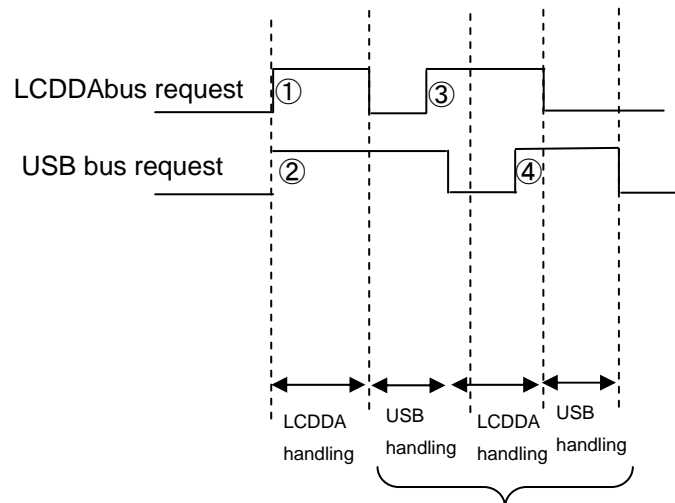 LCDDAbus request
①
③
USB bus request
②
④
LCDDA
handling
USB
handling
LCDDA
handling
USB
handling